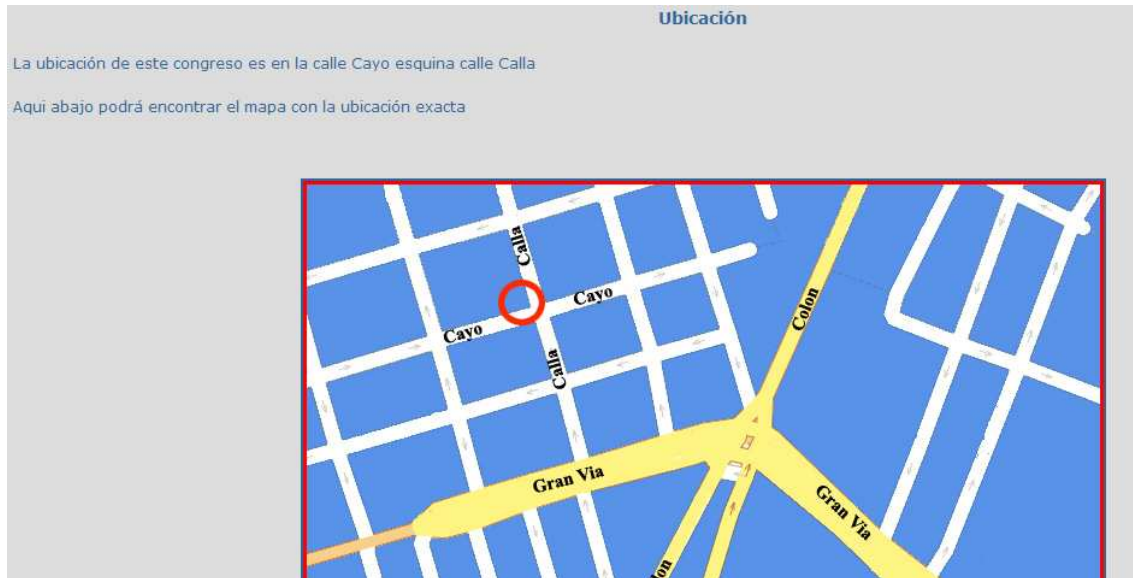 Ubicación
La ubicación de este congreso es en la calle Cayo esquina calle Calla
Aqui abajo podrá encontrar el mapa con la ubicación exacta
Calla
Cayo
Cayo
Calla
Colon
Gran Via
Gran Via